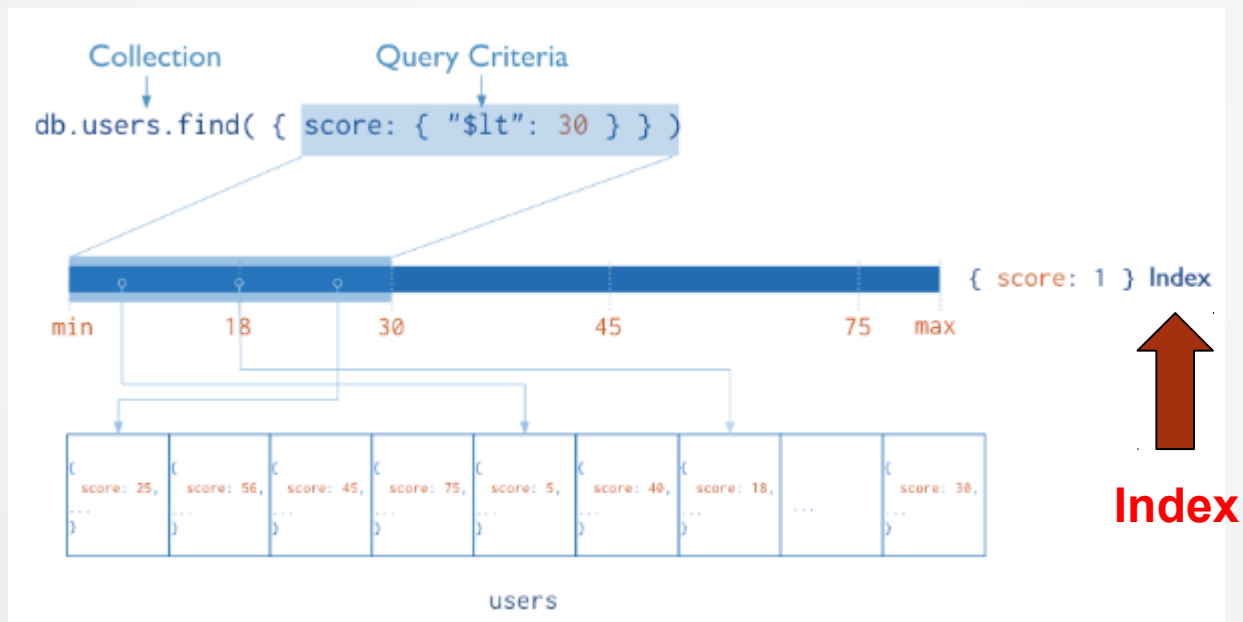 Collection Query Criteria
db.users.find( { score: { "$lt": 30 } } )
{ score: 1 } Index
min 18 30 45 75 max
Index
{ { { { { { { {
score: 25, score: 56, score: 45, score: 75, score: 5, score: 40, score: 18, score: 30,
... ... ... ... ... ... ... ... ...
} } } } } } } }
users